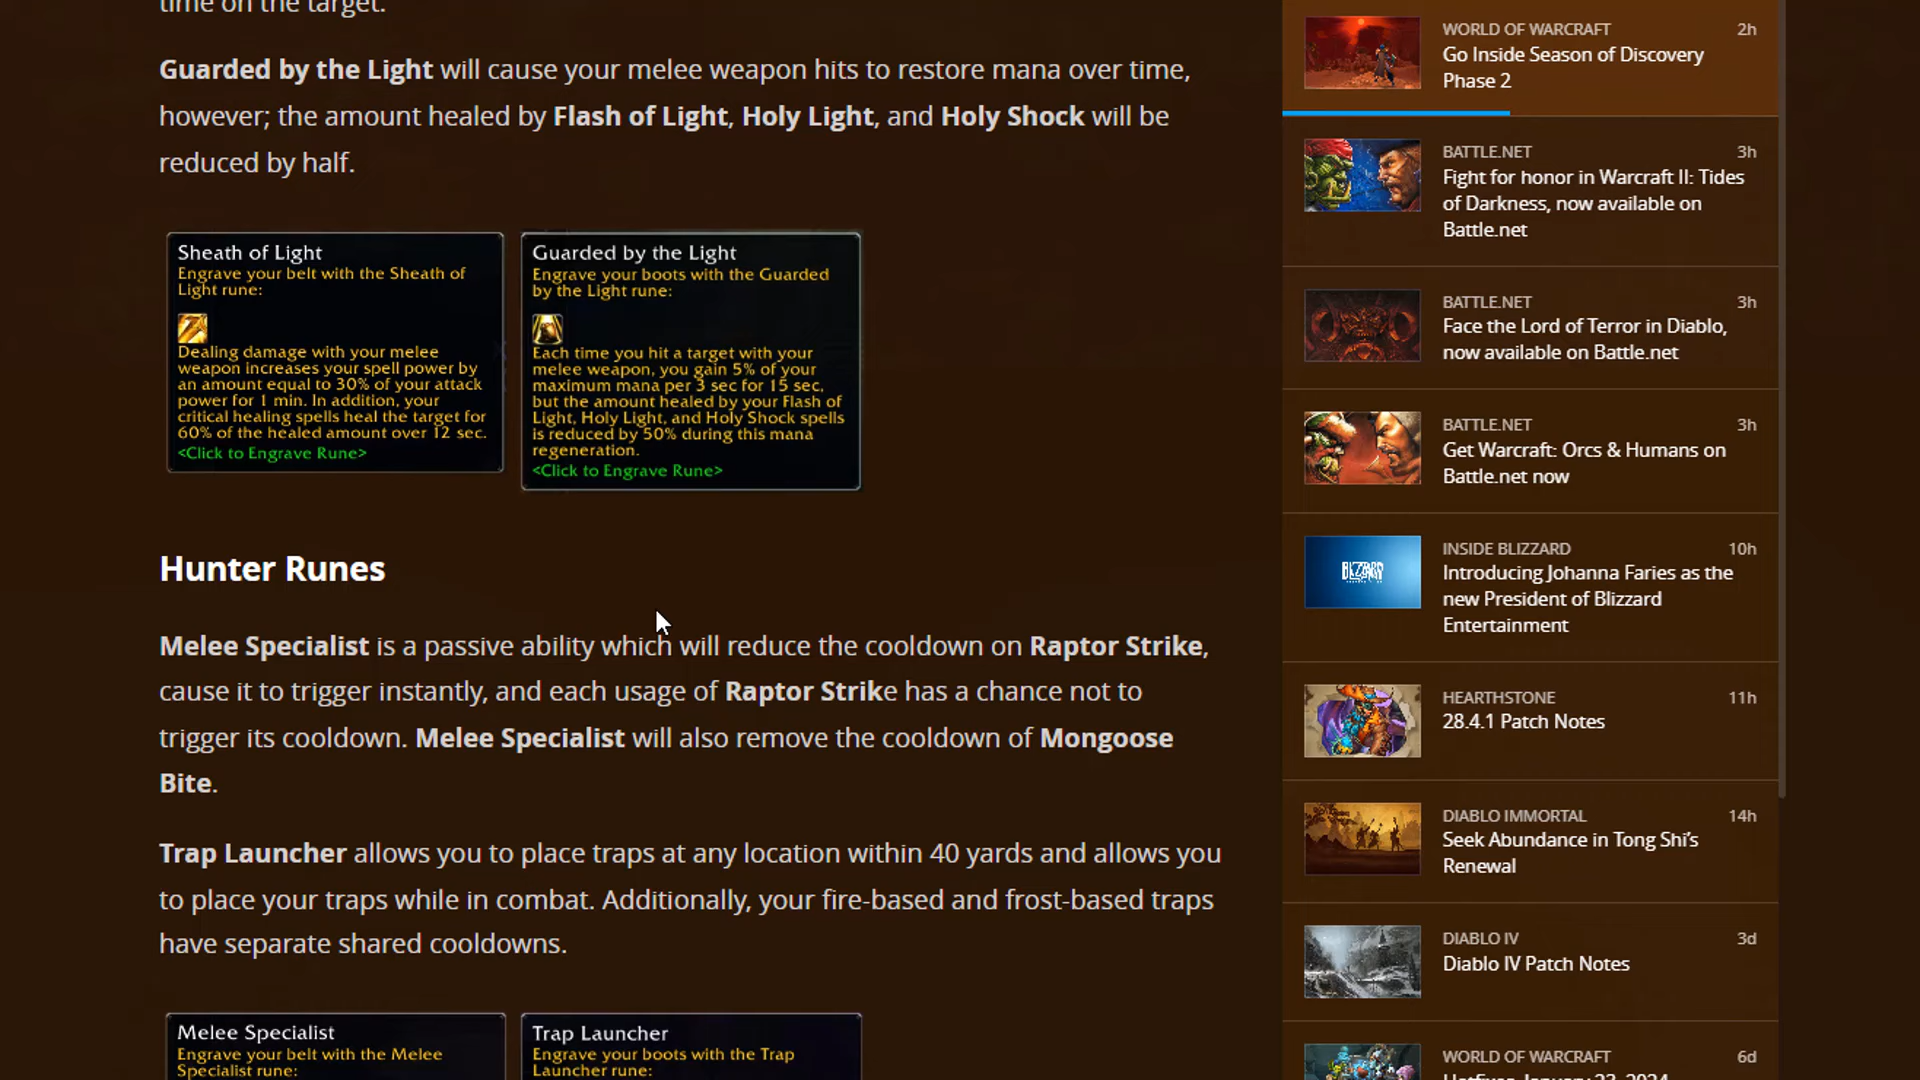 time on the target.
Guarded by the Light will cause your melee weapon hits to restore mana over time,
however; the amount healed by Flash of Light, Holy Light, and Holy Shock will be
reduced by half.
Sheath of Light
Engrave your belt with the Sheath of
Light rune:
Dealing damage with your melee
weapon increases your spell power by
an amount equal to 30% of your attack
power for 1 min. In addition, your
critical healing spells heal the target for
60% of the healed amount over 12 sec.
<Click to Engrave Rune>
Guarded by the Light
Engrave your boots with the Guarded
by the Light rune:
Each time you hit a target with your
melee weapon, you gain 5% of your
maximum mana per 3 sec for 15 sec,
but the amount healed by your Flash of
Light, Holy Light, and Holy Shock spells
is reduced by 50% during this mana
regeneration.
<Click to Engrave Rune>
Hunter Runes
Melee Specialist is a passive ability which will reduce the cooldown on Raptor Strike,
cause it to trigger instantly, and each usage of Raptor Strike has a chance not to
trigger its cooldown. Melee Specialist will also remove the cooldown of Mongoose
Bite.
Trap Launcher allows you to place traps at any location within 40 yards and allows you
to place your traps while in combat. Additionally, your fire-based and frost-based traps
have separate shared cooldowns.
Melee Specialist
Engrave your belt with the Melee
Specialist rune:
Trap Launcher
Engrave your boots with the Trap
Launcher rune:
WORLD OF WARCRAFT 2h
Go Inside Season of Discovery
Phase 2
BATTLE.NET 3h
Fight for honor in Warcraft II: Tides
of Darkness, now available on
Battle.net
BATTLE.NET 3h
Face the Lord of Terror in Diablo,
now available on Battle.net
BATTLE.NET 3h
Get Warcraft: Orcs & Humans on
Battle.net now
BLIZZARD
INSIDE BLIZZARD 10h
Introducing Johanna Faries as the
new President of Blizzard
Entertainment
HEARTHSTONE 11h
28.4.1 Patch Notes
DIABLO IMMORTAL 14h
Seek Abundance in Tong Shi's
Renewal
DIABLO IV 3d
Diablo IV Patch Notes
WORLD OF WARCRAFT 6d
Hotfixes: January 23, 2024